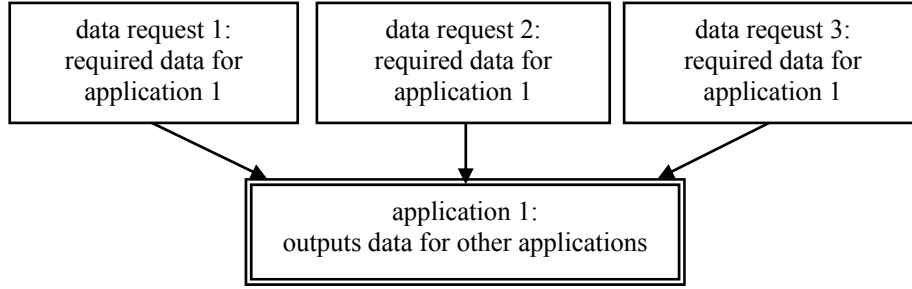 data request 1:
required data for
application 1
data request 2:
required data for
application 1
data reqeust 3:
required data for
application 1
application 1:
outputs data for other applications